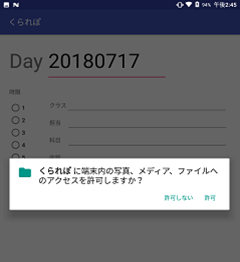 94% 午後2:45
くられぽ
Day 20180717
時限
1
クラス
2
担当
3
科目
4
くられぽ に端末内の写真、メディア、ファイルへ
のアクセスを許可しますか？
許可しない 許可